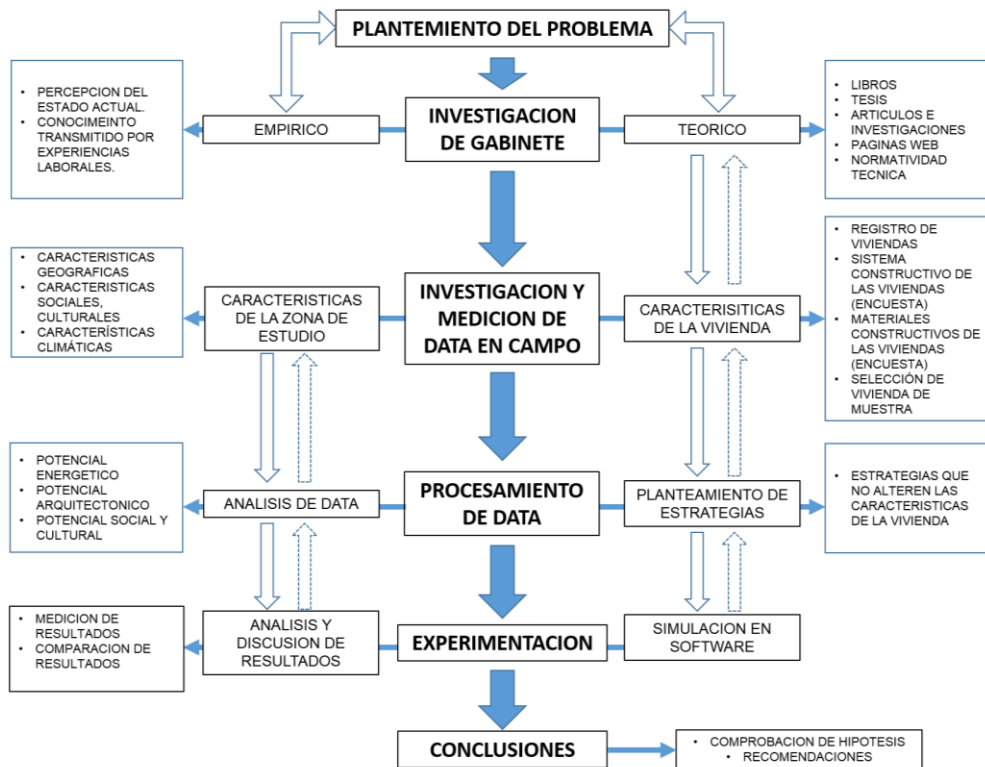 PLANTEMIENTO DEL PROBLEMA
• PERCEPCION DEL
ESTADO ACTUAL.
• CONOCIMEINTO
TRANSMITIDO POR
EXPERIENCIAS
LABORALES.
EMPIRICO
INVESTIGACION
DE GABINETE
TEORICO
• LIBROS
• TESIS
• ARTICULOS E
INVESTIGACIONES
• PAGINAS WEB
• NORMATIVIDAD
TECNICA
• CARACTERISTICAS
GEOGRAFICAS
• CARACTERISTICAS
SOCIALES,
CULTURALES
• CARACTERÍSTICAS
CLIMÁTICAS
CARACTERISTICAS
DE LA ZONA DE
ESTUDIO
INVESTIGACION Y
MEDICION DE
DATA EN CAMPO
CARACTERISITICAS
DE LA VIVIENDA
• REGISTRO DE
VIVIENDAS
• SISTEMA
CONSTRUCTIVO DE
LAS VIVIENDAS
(ENCUESTA)
• MATERIALES
CONSTRUCTIVOS DE
LAS VIVIENDAS
(ENCUESTA)
• SELECCIÓN DE
VIVIENDA DE
MUESTRA
• POTENCIAL
ENERGETICO
• POTENCIAL
ARQUITECTONICO
• POTENCIAL SOCIAL Y
CULTURAL
ANALISIS DE DATA
PROCESAMIENTO
DE DATA
PLANTEAMIENTO DE
ESTRATEGIAS
• ESTRATEGIAS QUE
NO ALTEREN LAS
CARACTERISTICAS
DE LA VIVIENDA
• MEDICION DE
RESULTADOS
• COMPARACION DE
RESULTADOS
ANALISIS Y
DISCUSION DE
RESULTADOS
EXPERIMENTACION
SIMULACION EN
SOFTWARE
CONCLUSIONES
• COMPROBACION DE HIPOTESIS
• RECOMENDACIONES